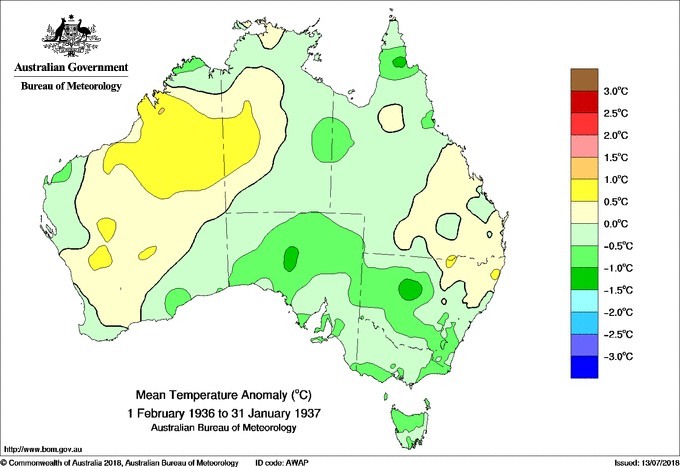 Australian Government
Bureau of Meteorology
3.0°C
2.5°C
2.0°C
1.5°C
1.0°C
0.5°C
0.0°C
-0.5°C
-1.0°C
-1.5°C
-2.0°C
-2.5°C
-3.0°C
Mean Temperature Anomaly (°C)
1 February 1936 to 31 January 1937
Australian Bureau of Meteorology
http://www.bom.gov.au
© Commonwealth of Australia 2018, Australian Bureau of Meteorology ID code: AWAP Issued: 13/07/2018